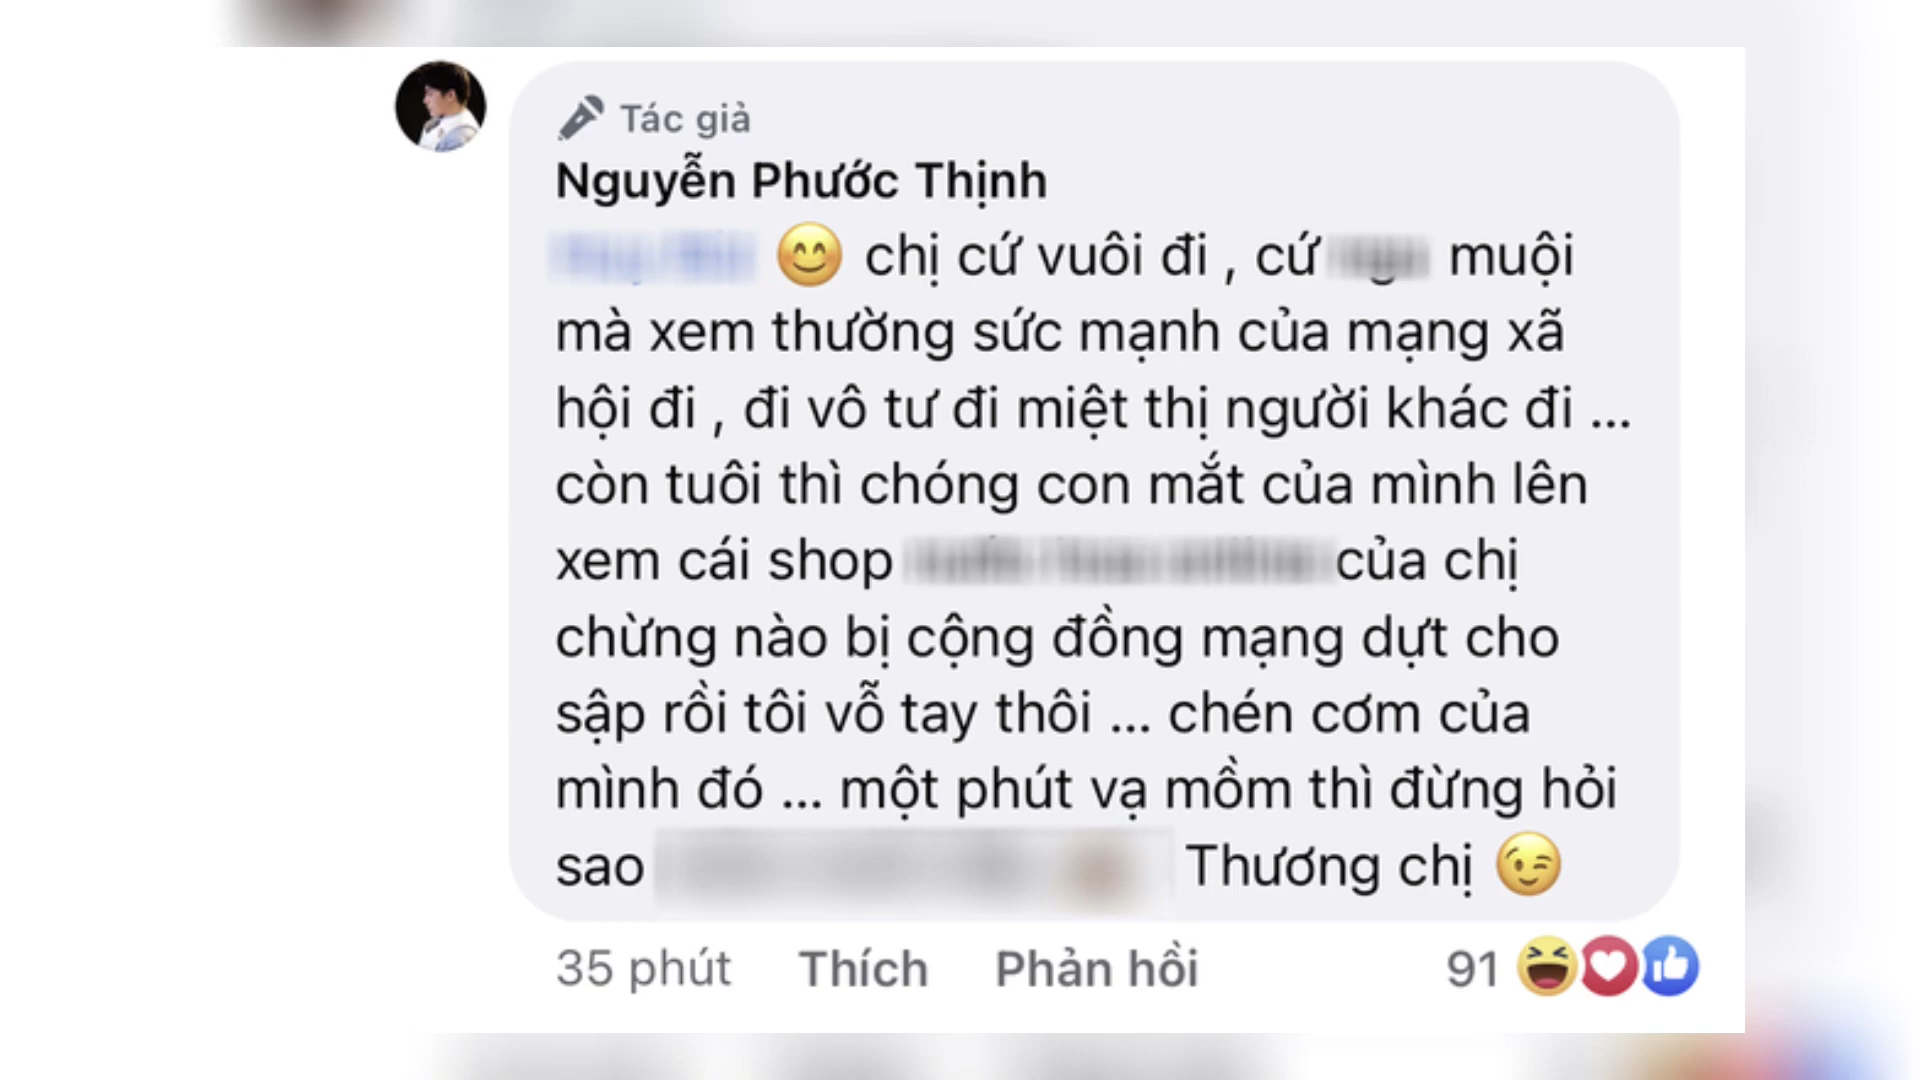 Tác giả
Nguyễn Phước Thịnh
😊 chị cứ vuôi đi , cứ muội
mà xem thường sức mạnh của mạng xã
hội đi , đi vô tư đi miệt thị người khác đi ...
còn tuôi thì chóng con mắt của mình lên
xem cái shop của chị
chừng nào bị cộng đồng mạng dựt cho
sập rồi tôi vỗ tay thôi ... chén cơm của
mình đó ... một phút vạ mồm thì đừng hỏi
sao Thương chị 😉
35 phút Thích Phản hồi 91